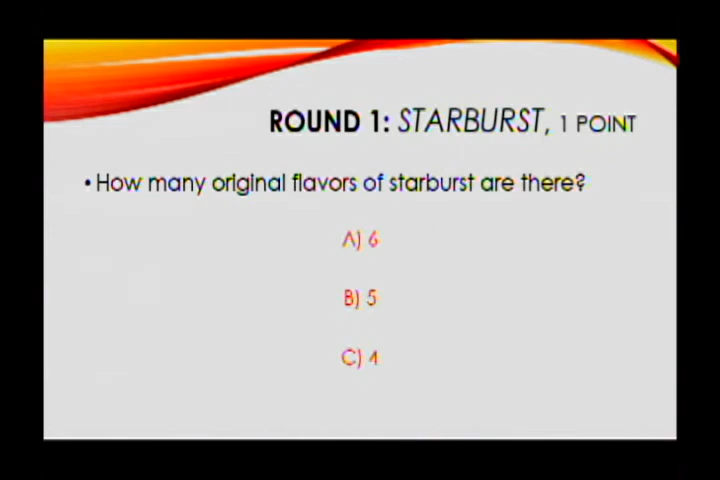 ROUND 1: STARBURST, 1 POINT
• How many original flavors of starburst are there?
A) 6
B) 5
C) 4